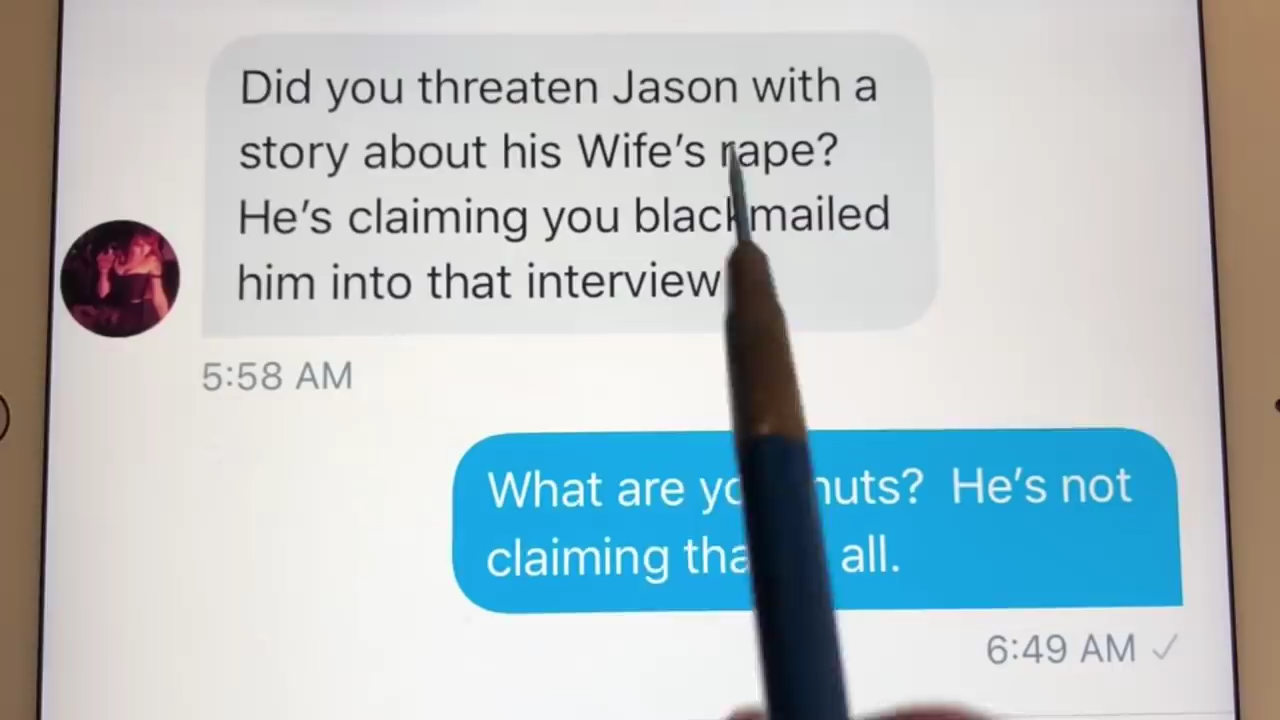 Did you threaten Jason with a
story about his Wife's rape?
He's claiming you blackmailed
him into that interview
5:58 AM
What are nuts? He's not
claiming all.
6:49 AM